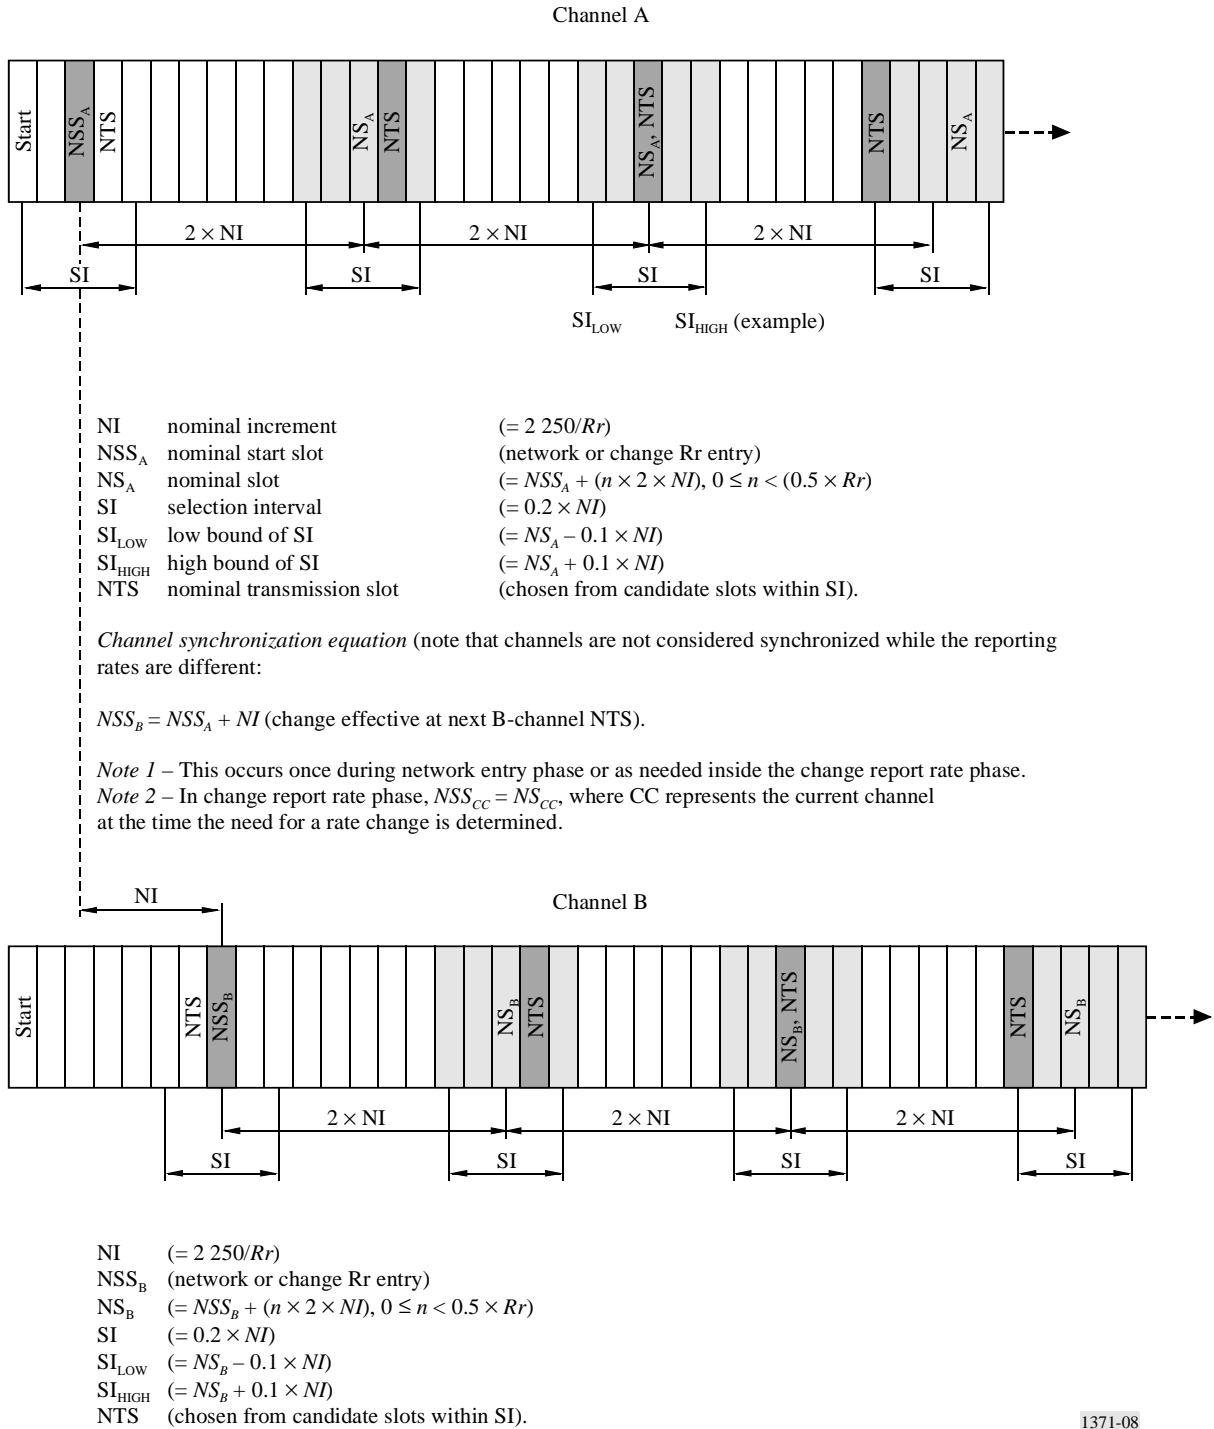 Channel A
Start
NSS_A
NTS
NS_A
NTS
NS_A, NTS
NTS
NS_A
2 × NI
2 × NI
2 × NI
SI
SI
SI
SI
SI_LOW
SI_HIGH (example)
NI nominal increment (= 2 250/Rr)
NSS_A nominal start slot (network or change Rr entry)
NS_A nominal slot (= NSS_A + (n × 2 × NI), 0 ≤ n < (0.5 × Rr)
SI selection interval (= 0.2 × NI)
SI_LOW low bound of SI (= NS_A – 0.1 × NI)
SI_HIGH high bound of SI (= NS_A + 0.1 × NI)
NTS nominal transmission slot (chosen from candidate slots within SI).
Channel synchronization equation (note that channels are not considered synchronized while the reporting
rates are different:
NSS_B = NSS_A + NI (change effective at next B-channel NTS).
Note 1 – This occurs once during network entry phase or as needed inside the change report rate phase.
Note 2 – In change report rate phase, NSS_CC = NS_CC, where CC represents the current channel
at the time the need for a rate change is determined.
NI
Channel B
Start
NTS
NSS_B
NS_B
NTS
NS_B, NTS
NTS
NS_B
2 × NI
2 × NI
2 × NI
SI
SI
SI
SI
NI (= 2 250/Rr)
NSS_B (network or change Rr entry)
NS_B (= NSS_B + (n × 2 × NI), 0 ≤ n < 0.5 × Rr)
SI (= 0.2 × NI)
SI_LOW (= NS_B – 0.1 × NI)
SI_HIGH (= NS_B + 0.1 × NI)
NTS (chosen from candidate slots within SI).
1371-08